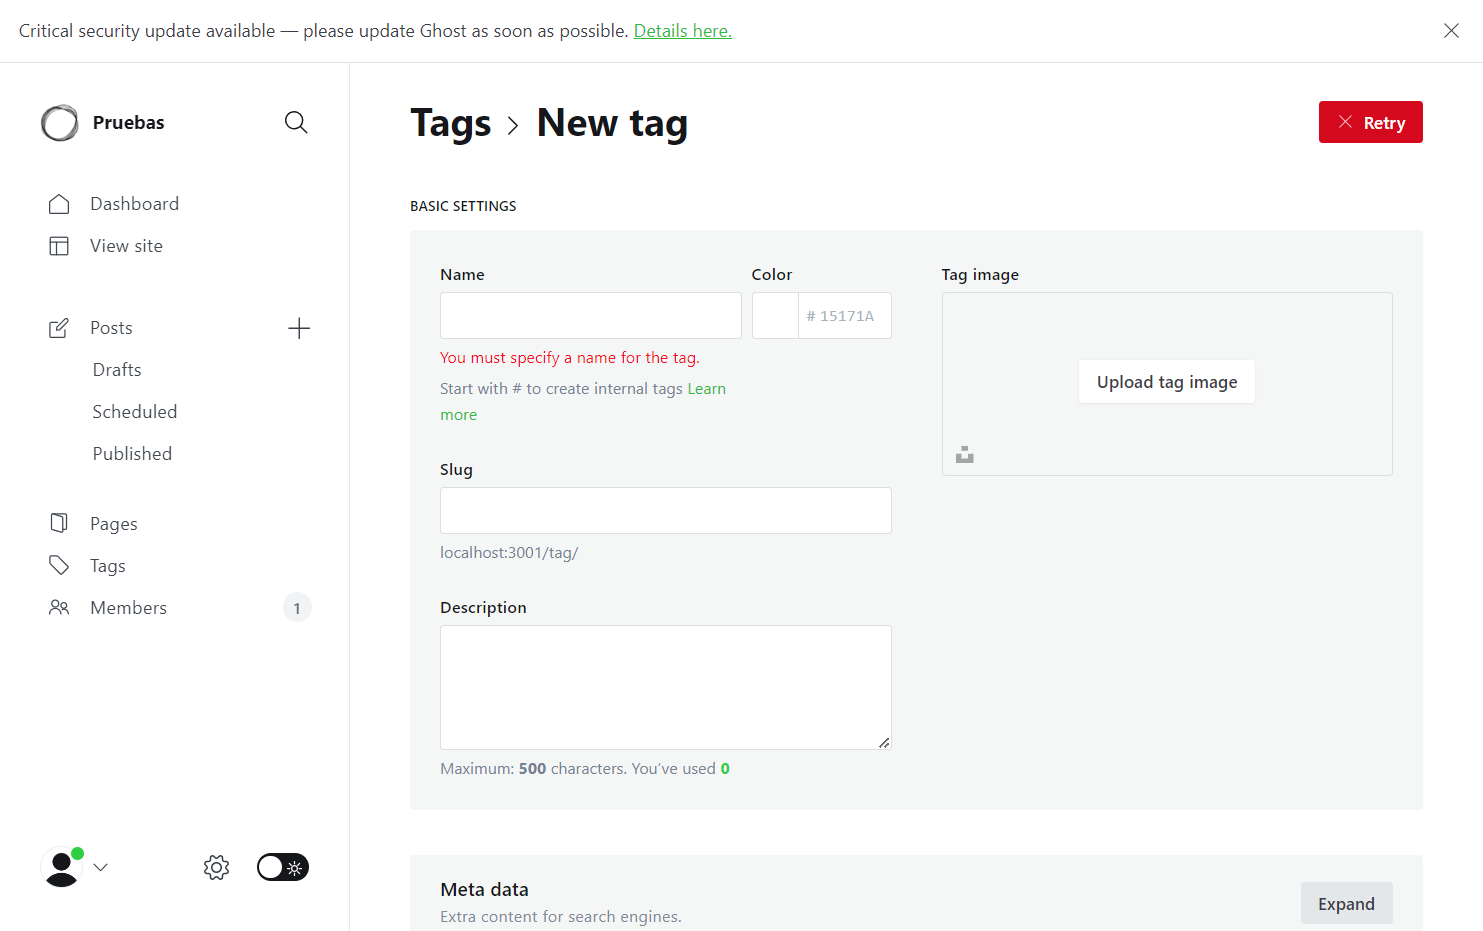 Critical security update available — please update Ghost as soon as possible. Details here.
Pruebas
Dashboard
View site
Posts
Drafts
Scheduled
Published
Pages
Tags
Members
1
Tags
New tag
Retry
BASIC SETTINGS
Name
Color
# 15171A
You must specify a name for the tag.
Start with # to create internal tags Learn
more
Slug
localhost:3001/tag/
Description
Maximum: 500 characters. You’ve used 0
Tag image
Upload tag image
Meta data
Extra content for search engines.
Expand